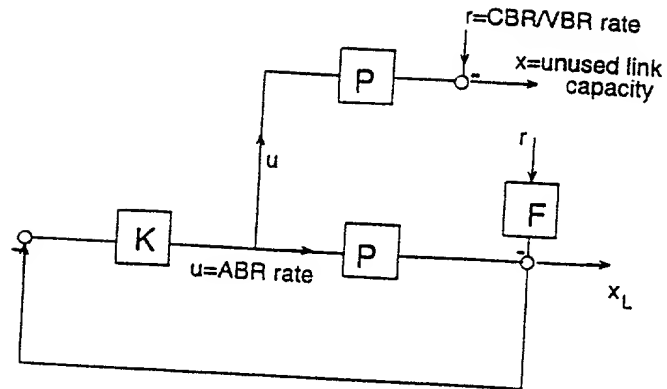 r=CBR/VBR rate
P
x=unused link
capacity
u
r
F
K
P
u=ABR rate
x_L